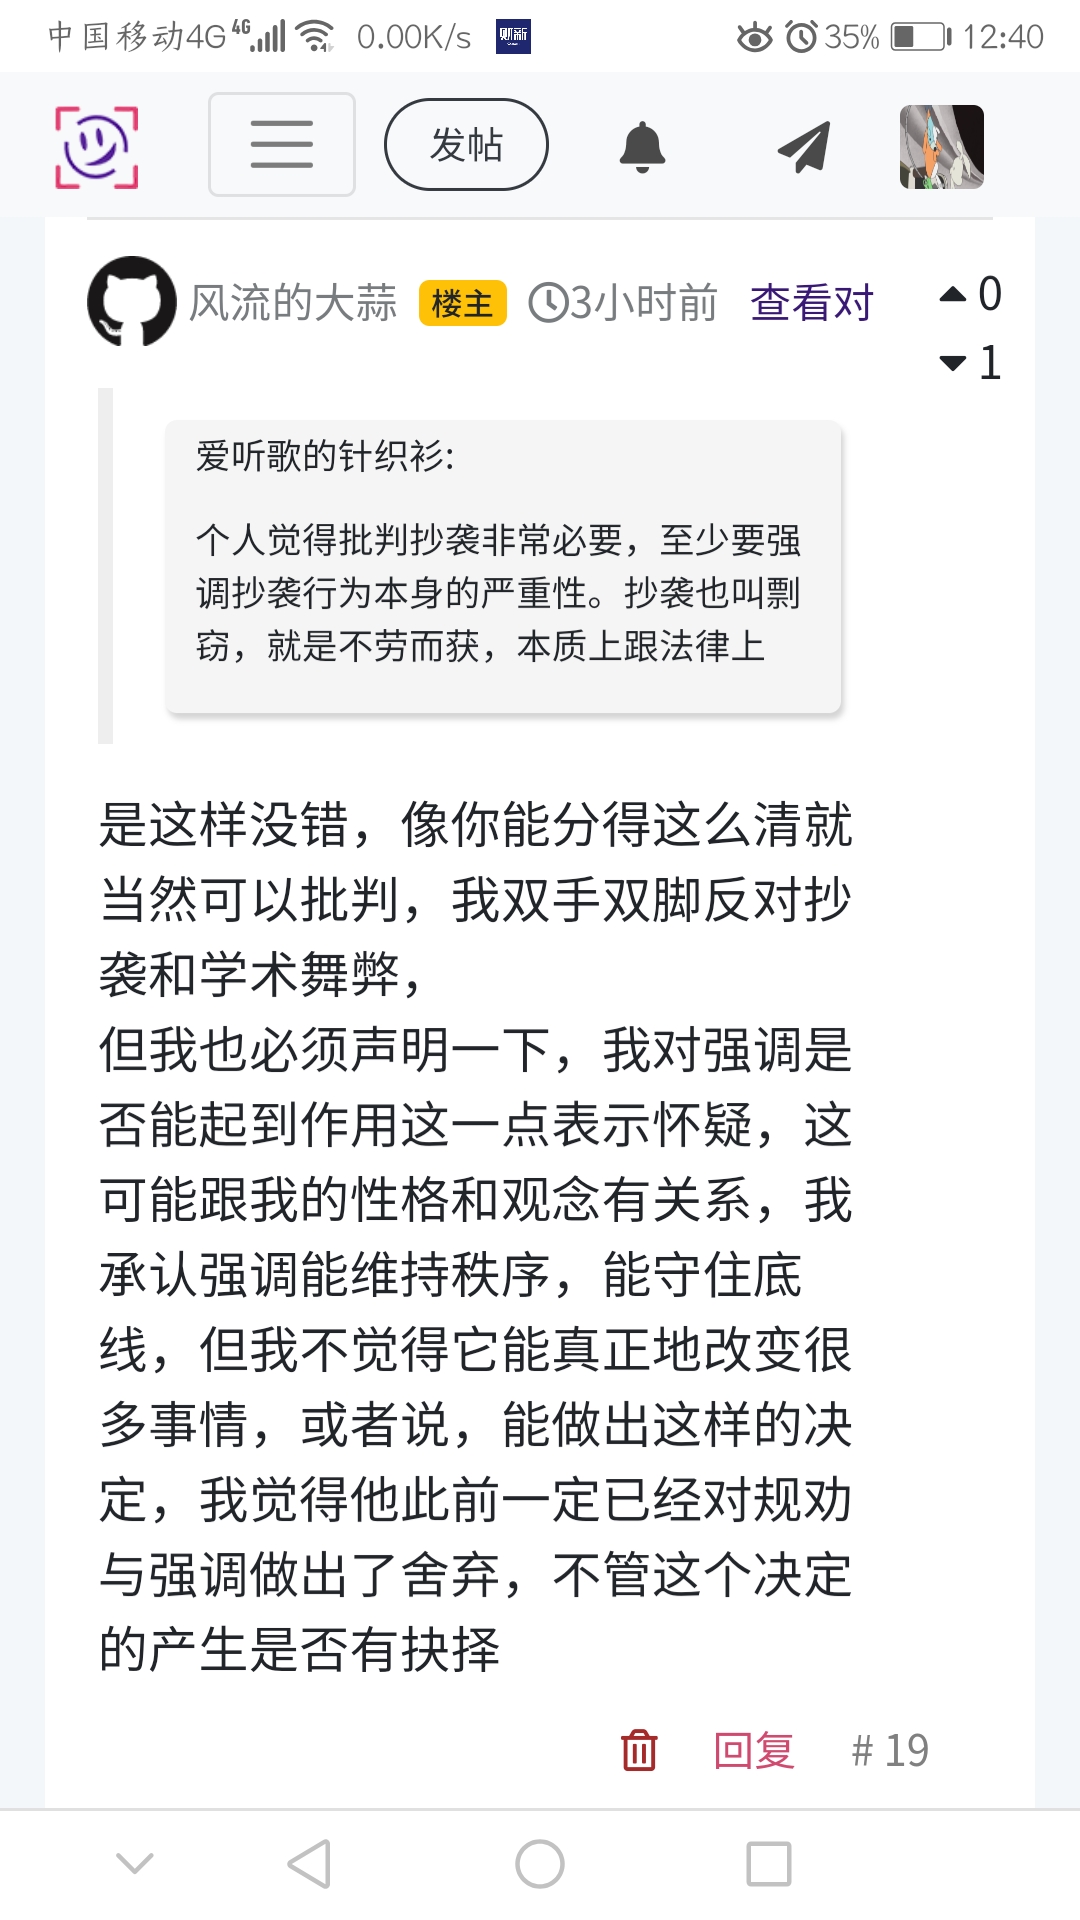 中国移动4G 4G 0.00K/s 财新 35% 12:40
发帖
风流的大蒜 楼主 3小时前 查看对 0
1
爱听歌的针织衫:
个人觉得批判抄袭非常必要，至少要强
调抄袭行为本身的严重性。抄袭也叫剽
窃，就是不劳而获，本质上跟法律上
是这样没错，像你能分得这么清就
当然可以批判，我双手双脚反对抄
袭和学术舞弊，
但我也必须声明一下，我对强调是
否能起到作用这一点表示怀疑，这
可能跟我的性格和观念有关系，我
承认强调能维持秩序，能守住底
线，但我不觉得它能真正地改变很
多事情，或者说，能做出这样的决
定，我觉得他此前一定已经对规劝
与强调做出了舍弃，不管这个决定
的产生是否有抉择
回复 # 19